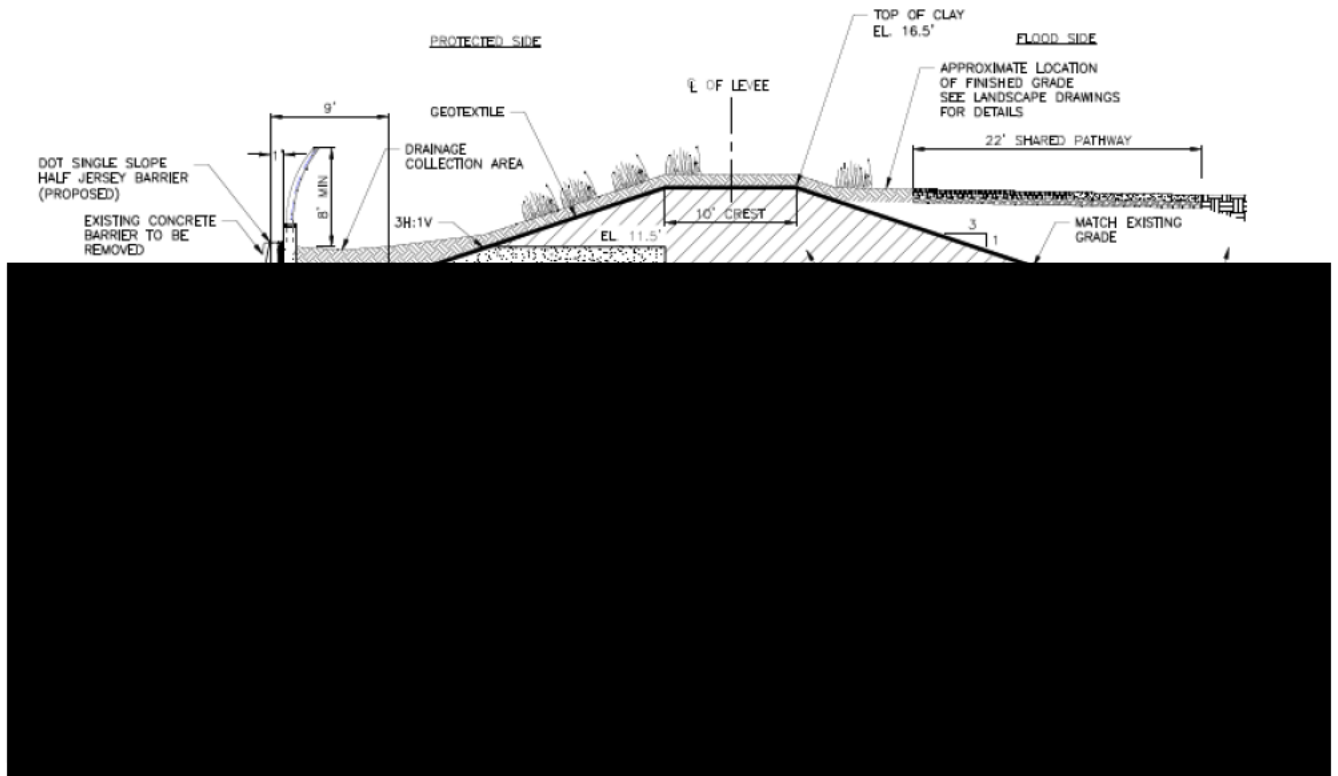 PROTECTED SIDE
TOP OF CLAY
EL. 16.5'
FLOOD SIDE
APPROXIMATE LOCATION
OF FINISHED GRADE
SEE LANDSCAPE DRAWINGS
FOR DETAILS
℄ OF LEVEE
9'
GEOTEXTILE
22' SHARED PATHWAY
DRAINAGE
COLLECTION AREA
1'
DOT SINGLE SLOPE
HALF JERSEY BARRIER
(PROPOSED)
8' MIN
EXISTING CONCRETE
BARRIER TO BE
REMOVED
3H:1V
10' CREST
EL. 11.5'
3
1
MATCH EXISTING
GRADE